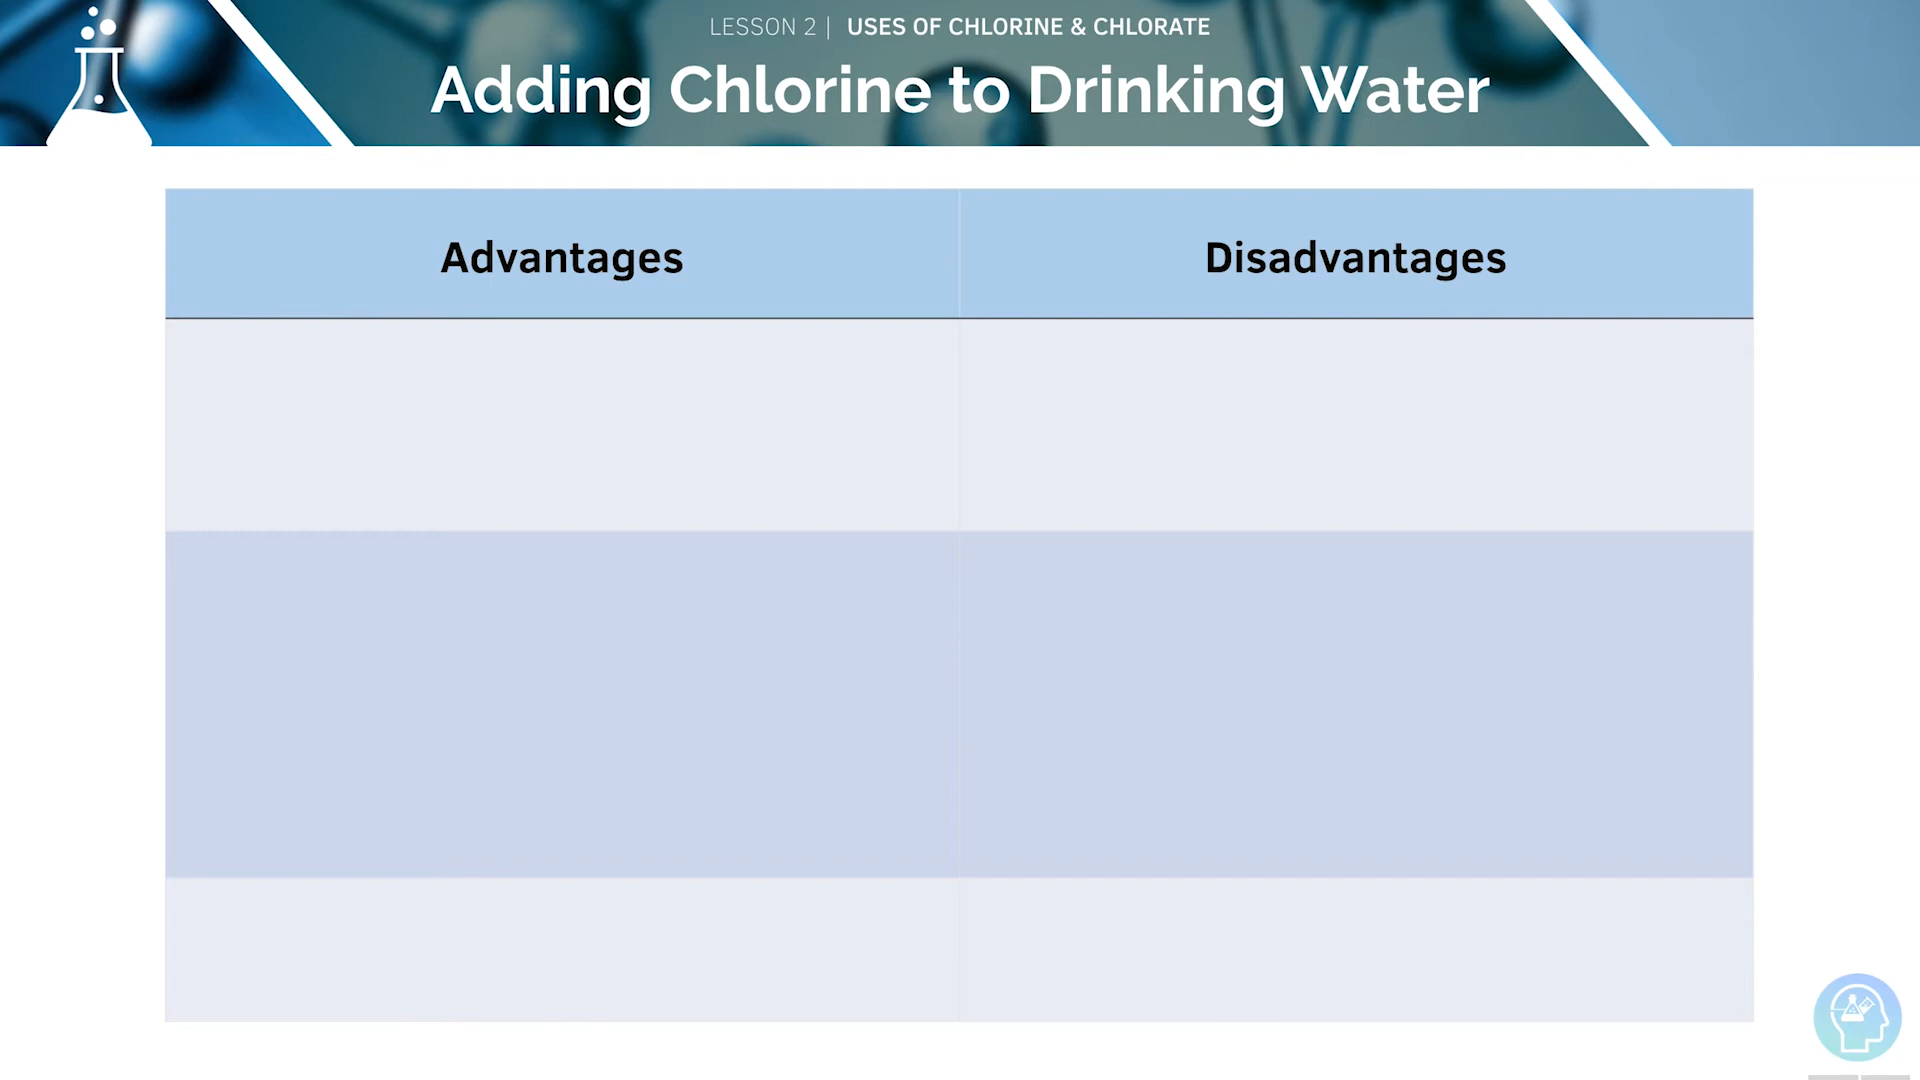 LESSON 2 | USES OF CHLORINE & CHLORATE
Adding Chlorine to Drinking Water
Advantages
Disadvantages